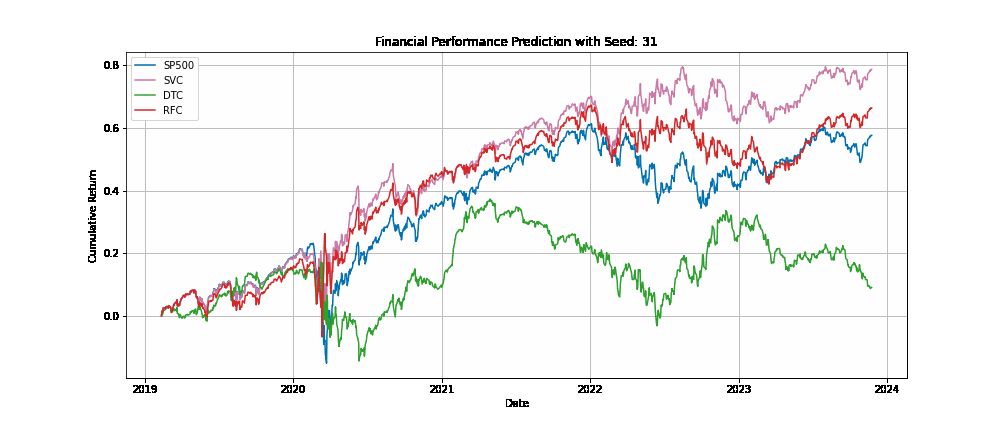 Financial Performance Prediction with Seed: 31
SP500
SVC
DTC
RFC
0.8
0.6
0.4
0.2
0.0
Cumulative Return
2019 2020 2021 2022 2023 2024
Date